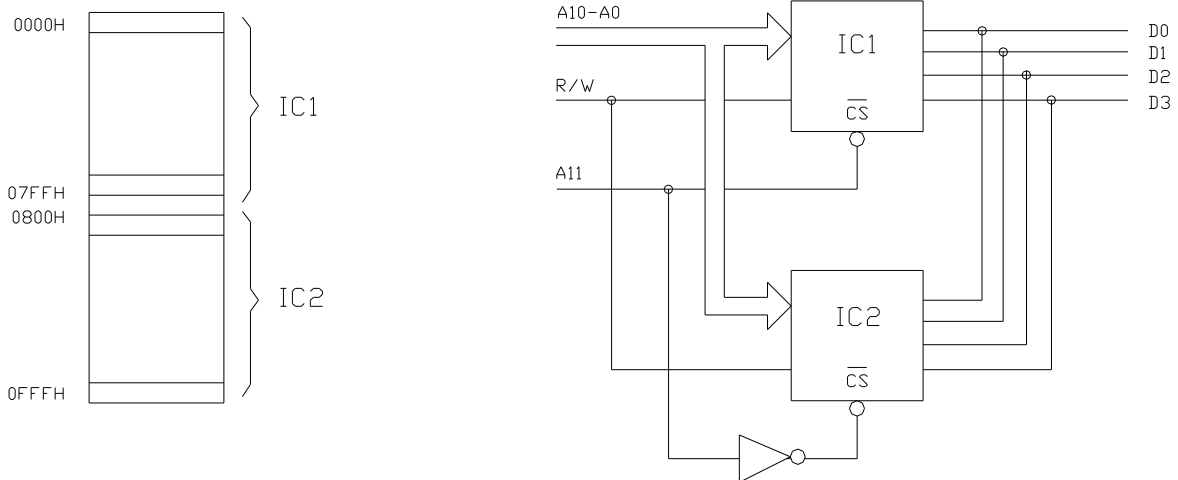 0000H
IC1
07FFH
0800H
IC2
0FFFH
A10-A0
R/W
A11
IC1
CS
D0
D1
D2
D3
IC2
CS